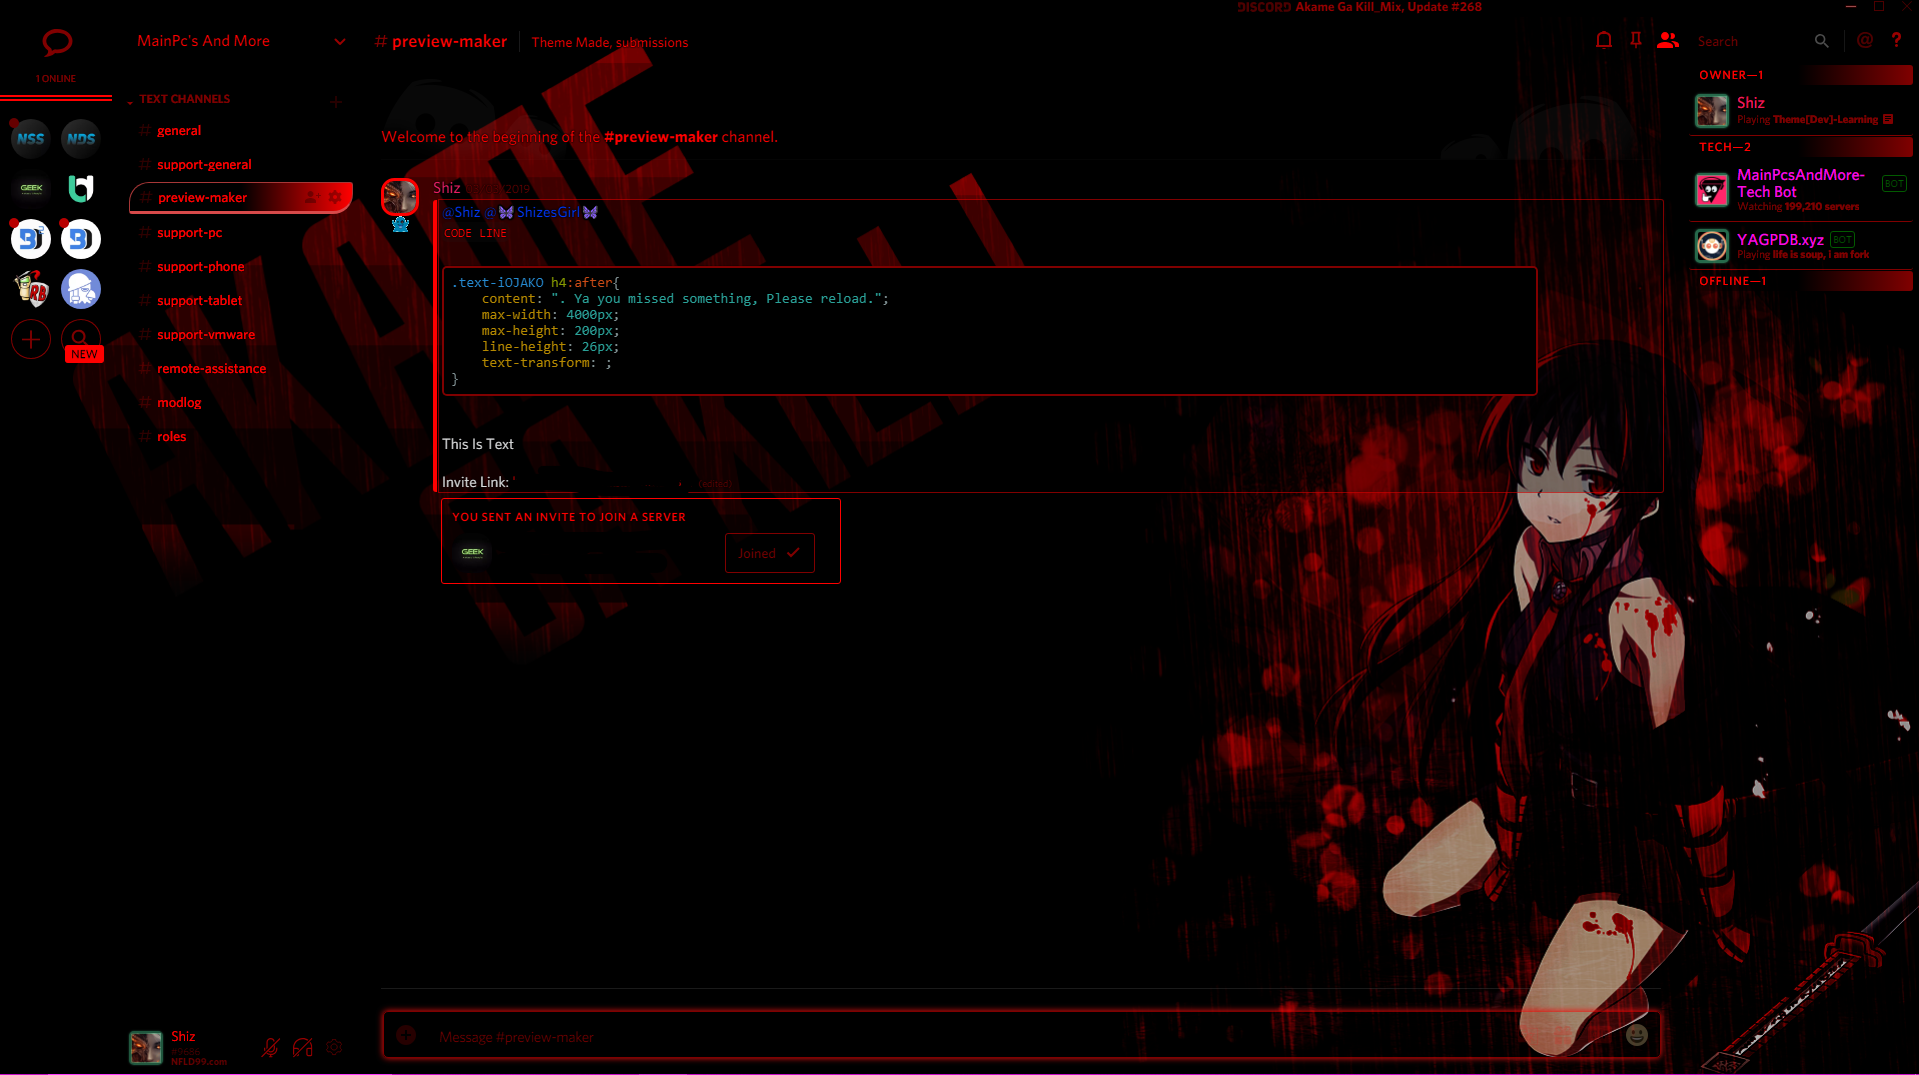 DISCORD Akame Ga Kill_Mix, Update #268
1 ONLINE
NSS NDS
GEEK
NEW
MainPc's And More
TEXT CHANNELS
# general
# support-general
# preview-maker
# support-pc
# support-phone
# support-tablet
# support-vmware
# remote-assistance
# modlog
# roles
# preview-maker Theme Made, submissions
Search
AKAME
GA KILL!
Welcome to the beginning of the #preview-maker channel.
Shiz
@Shiz @ ShizesGirl
CODE LINE
.text-iOJAKO h4:after{
content: ". Ya you missed something, Please reload.";
max-width: 4000px;
max-height: 200px;
line-height: 26px;
text-transform: ;
}
This Is Text
Invite Link:
(edited)
YOU SENT AN INVITE TO JOIN A SERVER
GEEK
Joined
Message #preview-maker
Shiz
NFLD99.com
OWNER—1
Shiz
Playing Theme[Dev]-Learning
TECH—2
MainPcsAndMore-
Tech Bot BOT
Watching 199,210 servers
YAGPDB.xyz BOT
Playing life is soup, I am fork
OFFLINE—1